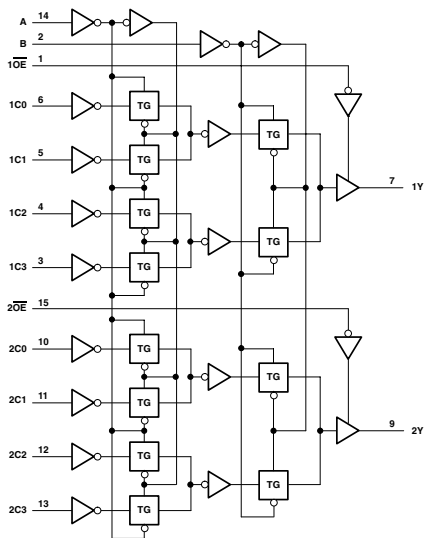 A 14
B 2
1OE 1
1C0 6 TG
TG
1C1 5 TG
7 1Y
1C2 4 TG
TG
1C3 3 TG
2OE 15
2C0 10 TG
TG
2C1 11 TG
9 2Y
2C2 12 TG
TG
2C3 13 TG